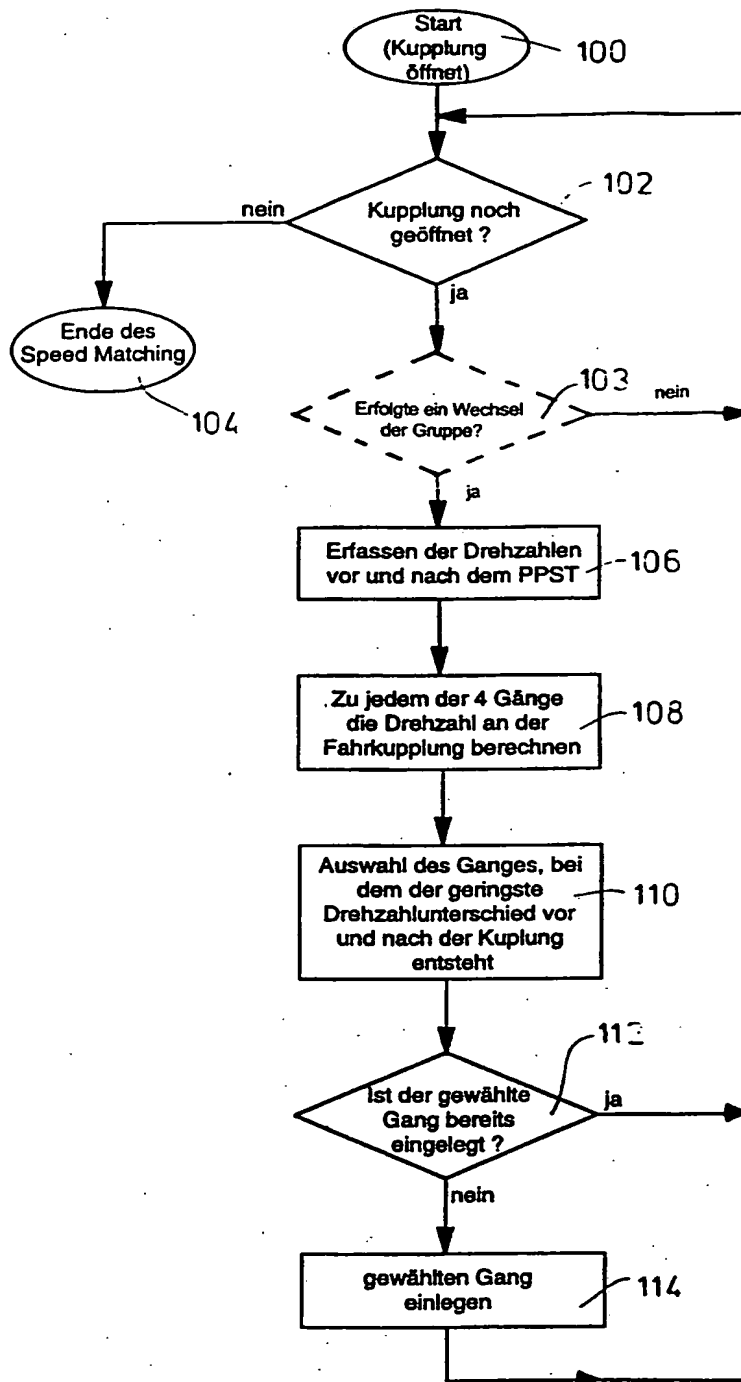 Start
(Kupplung
öffnet)
100
102
nein
Kupplung noch
geöffnet ?
ja
Ende des
Speed Matching
104
103
nein
Erfolgte ein Wechsel
der Gruppe?
ja
Erfassen der Drehzahlen
vor und nach dem PPST
106
Zu jedem der 4 Gänge
die Drehzahl an der
Fahrkupplung berechnen
108
Auswahl des Ganges, bei
dem der geringste
Drehzahlunterschied vor
und nach der Kuplung
entsteht
110
112
Ist der gewählte
Gang bereits
eingelegt ?
ja
nein
gewählten Gang
einlegen
114